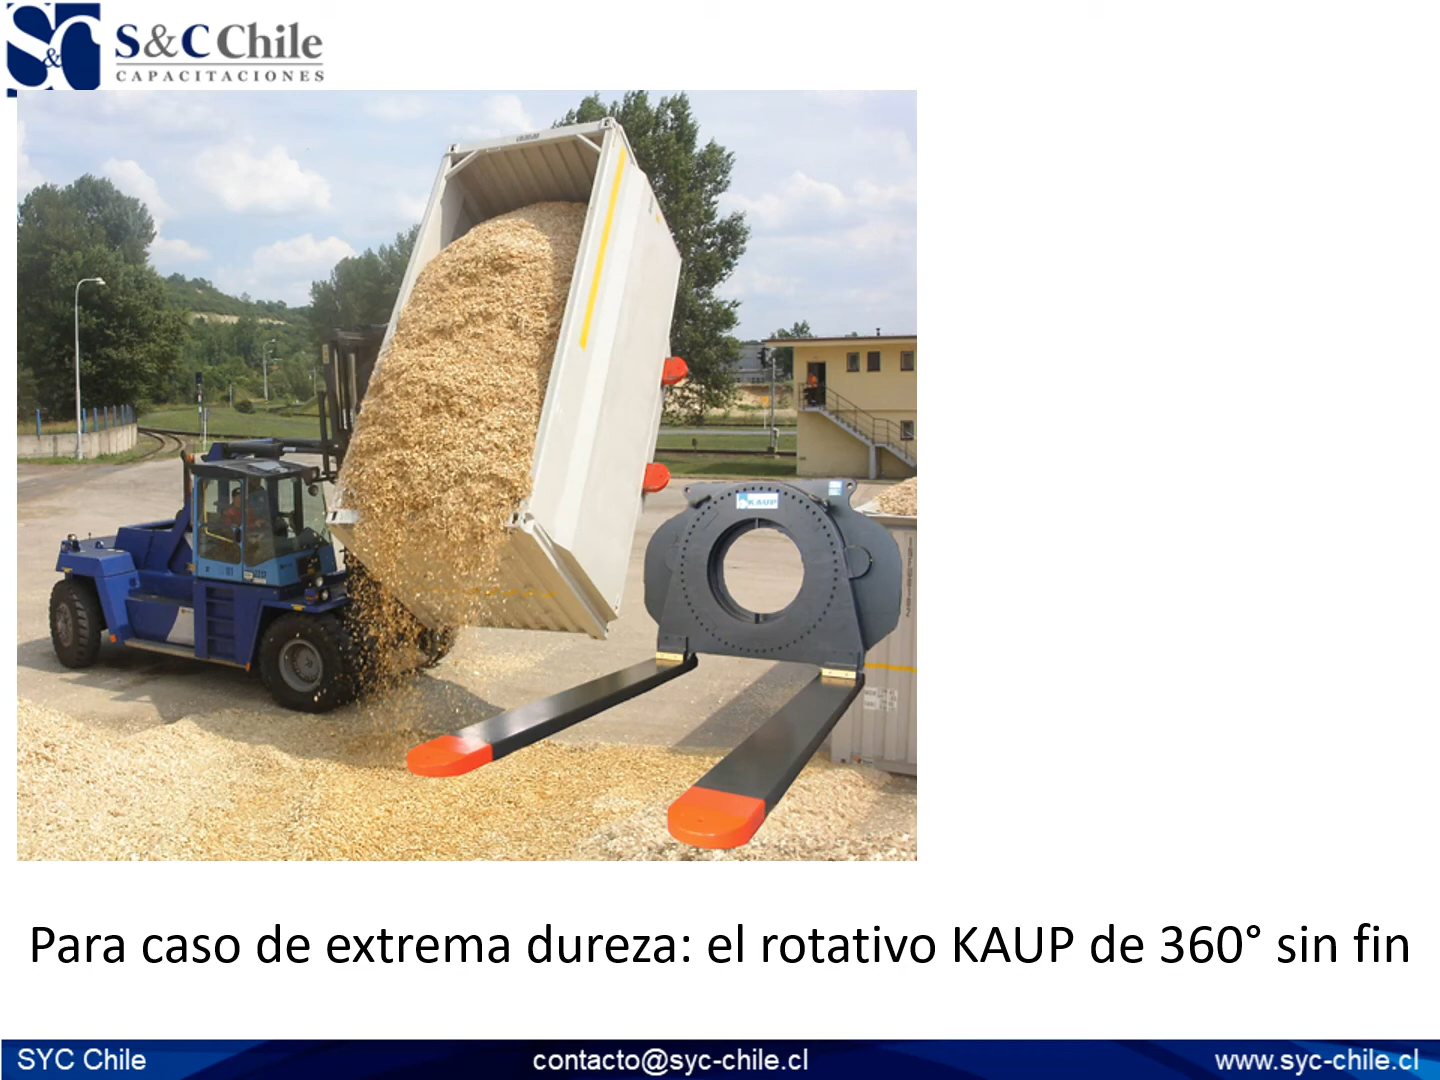 S&C
S&C Chile
CAPACITACIONES
KAUP
Para caso de extrema dureza: el rotativo KAUP de 360° sin fin
SYC Chile
contacto@syc-chile.cl
www.syc-chile.cl